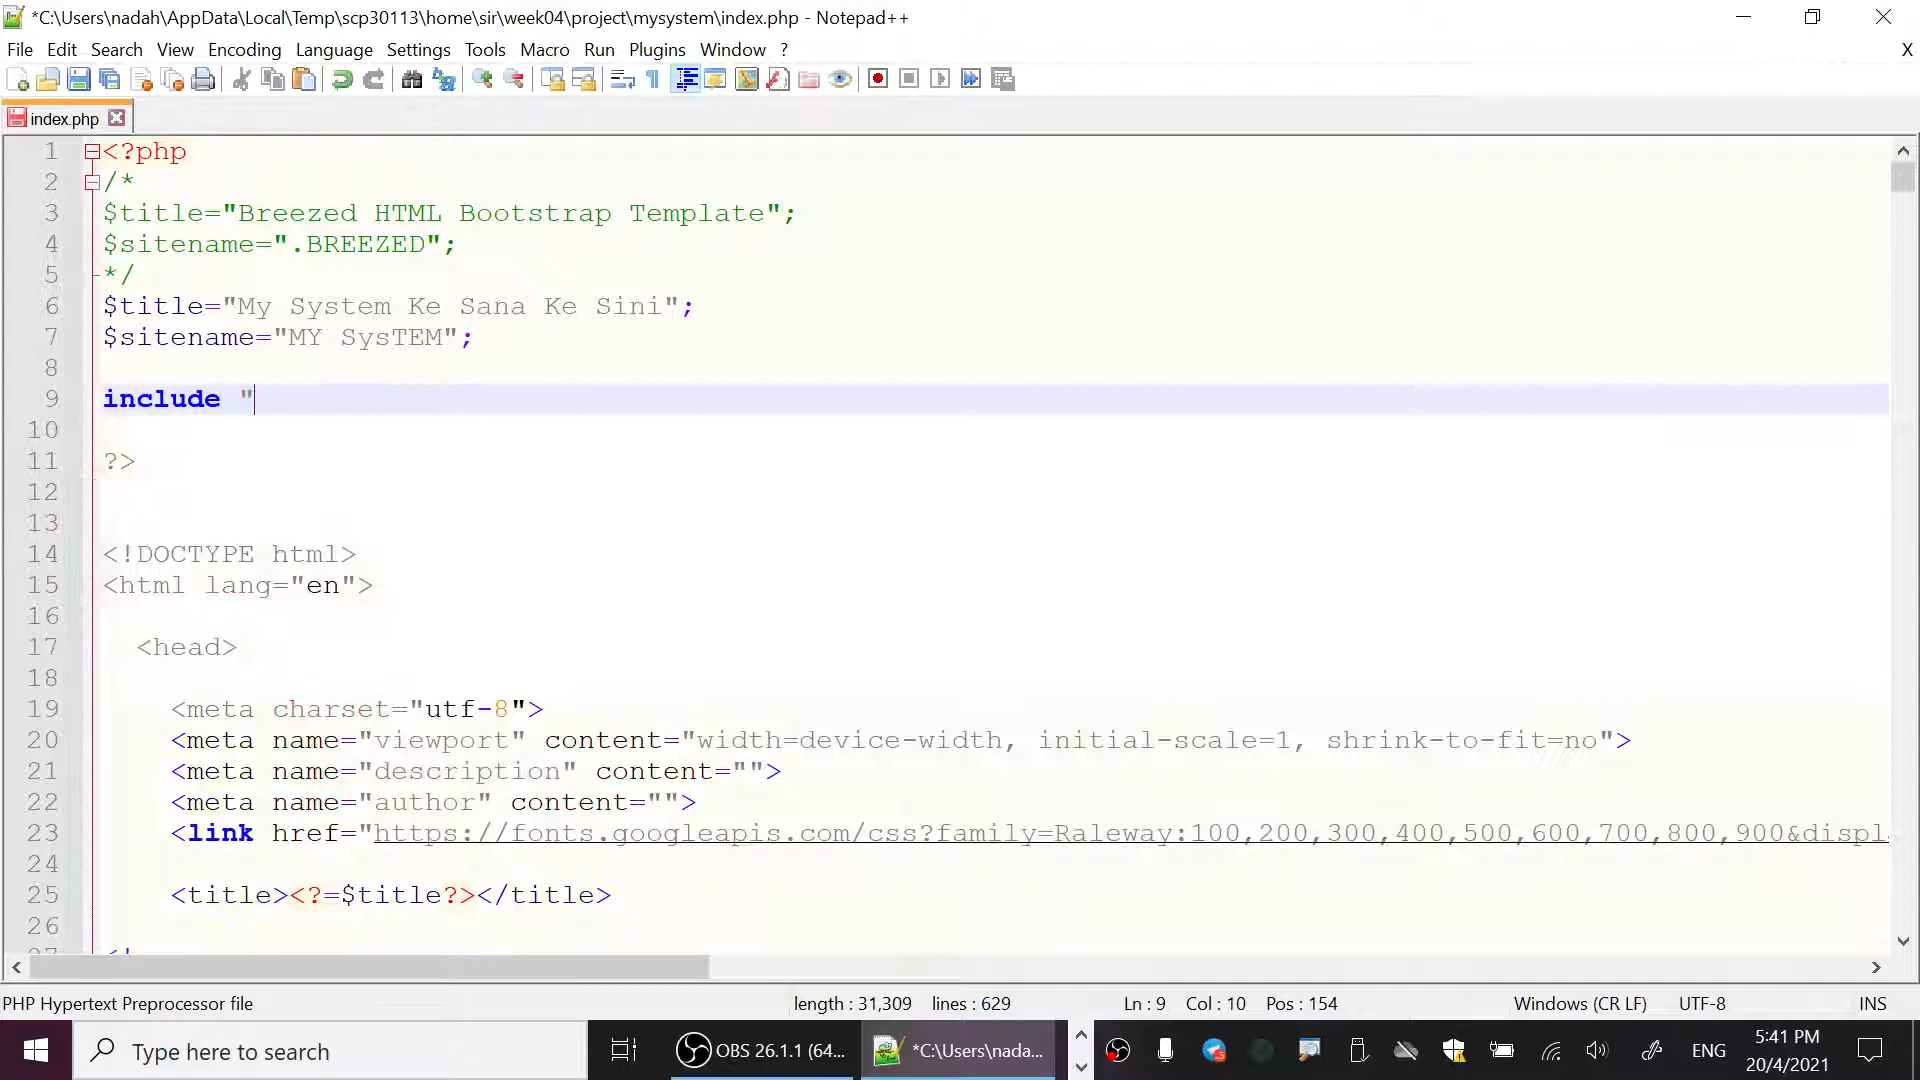 *C:\Users\nadah\AppData\Local\Temp\scp30113\home\sir\week04\project\mysystem\index.php - Notepad++
File Edit Search View Encoding Language Settings Tools Macro Run Plugins Window ? X
index.php
1 <?php
2 /*
3 $title="Breezed HTML Bootstrap Template";
4 $sitename=".BREEZED";
5 */
6 $title="My System Ke Sana Ke Sini";
7 $sitename="MY SysTEM";
8
9 include "
10
11 ?>
12
13
14 <!DOCTYPE html>
15 <html lang="en">
16
17 <head>
18
19 <meta charset="utf-8">
20 <meta name="viewport" content="width=device-width, initial-scale=1, shrink-to-fit=no">
21 <meta name="description" content="">
22 <meta name="author" content="">
23 <link href="https://fonts.googleapis.com/css?family=Raleway:100,200,300,400,500,600,700,800,900&displ
24
25 <title><?=$title?></title>
26
PHP Hypertext Preprocessor file length : 31,309 lines : 629 Ln : 9 Col : 10 Pos : 154 Windows (CR LF) UTF-8 INS
Type here to search OBS 26.1.1 (64... *C:\Users\nada... ENG 5:41 PM
20/4/2021